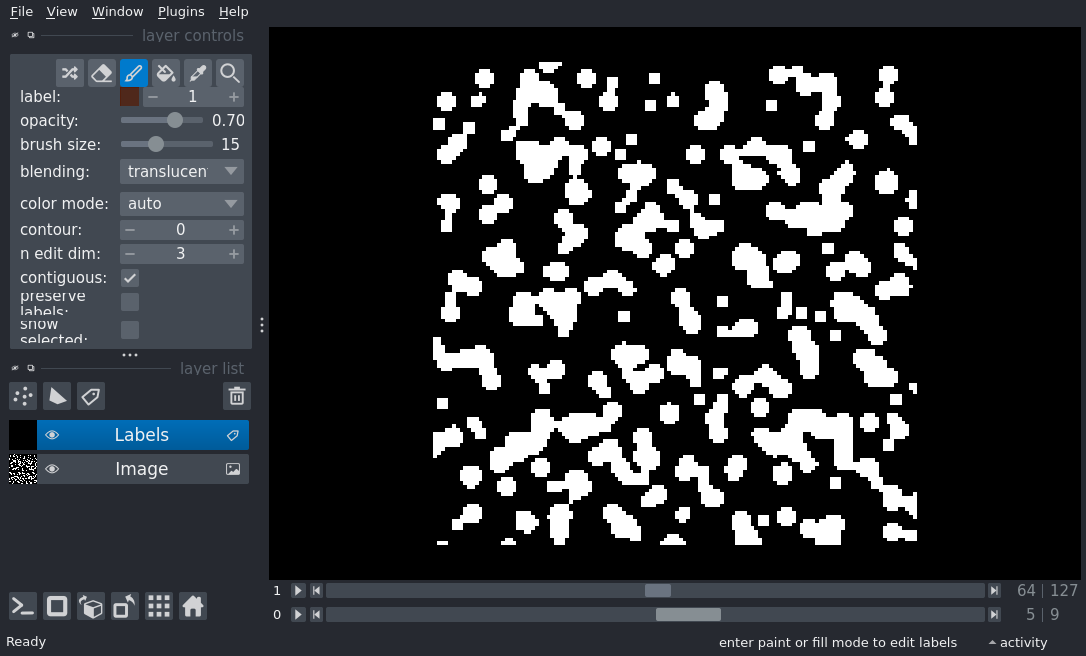 File View Window Plugins Help
layer controls
label: 1
opacity: 0.70
brush size: 15
blending: translucen
color mode: auto
contour: 0
n edit dim: 3
contiguous:
preserve
labels:
show
selected:
layer list
Labels
Image
1 64 | 127
0 5 | 9
Ready enter paint or fill mode to edit labels activity